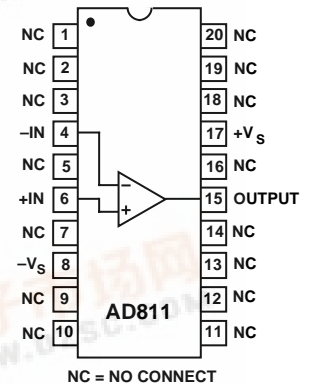 NC 1 20 NC
NC 2 19 NC
NC 3 18 NC
–IN 4 17 +VS
NC 5 16 NC
+IN 6 15 OUTPUT
NC 7 14 NC
–VS 8 13 NC
NC 9 12 NC
NC 10 11 NC
–
+
AD811
NC = NO CONNECT